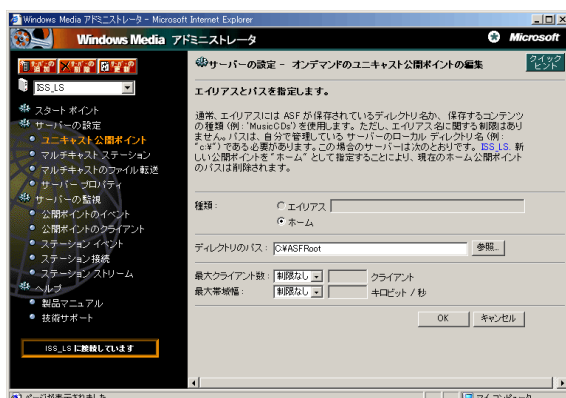 Windows Media アドミニストレータ - Microsoft Internet Explorer
Windows Media アドミニストレータ
Microsoft
サーバーの追加
サーバーの削除
サーバーの更新
ISS_LS
スタート ポイント
サーバーの設定
ユニキャスト公開ポイント
マルチキャスト ステーション
マルチキャストのファイル転送
サーバー プロパティ
サーバーの監視
公開ポイントのイベント
公開ポイントのクライアント
ステーション イベント
ステーション接続
ステーション ストリーム
ヘルプ
製品マニュアル
技術サポート
ISS_LS に接続しています
サーバーの設定 - オンデマンドのユニキャスト公開ポイントの編集
クイック
ヒント
エイリアスとパスを指定します。
通常、エイリアスには ASF が保存されているディレクトリ名か、保存するコンテンツ
の種類 (例: 'MusicCDs') を使用します。ただし、エイリアス名に関する制限はあり
ません。パスは、自分で管理している サーバーのローカル ディレクトリ名 (例:
"c:¥") である必要があります。この場合のサーバーは次のとおりです。ISS_LS. 新
しい公開ポイントを "ホーム" として指定することにより、現在のホーム公開ポイント
のパスは削除されます。
種類:
エイリアス
ホーム
ディレクトリのパス: C:¥ASFRoot 参照...
最大クライアント数: 制限なし クライアント
最大帯域幅: 制限なし キロビット / 秒
OK キャンセル
ページが表示されました
マイ コンピュータ